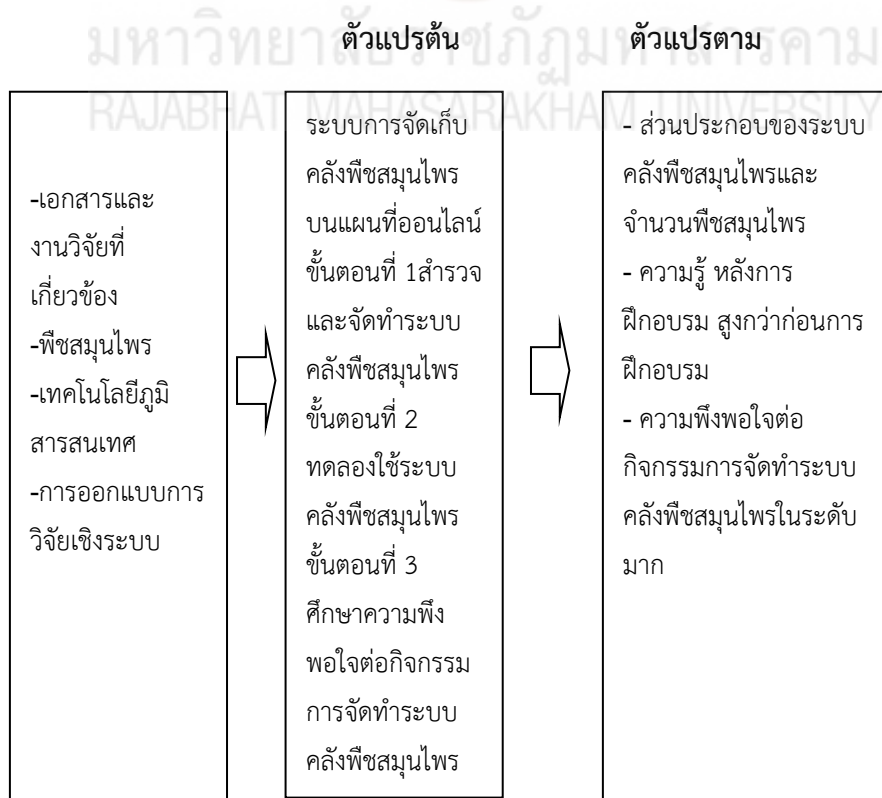 มหาวิทยาลัยราชภัฏมหาสารคาม
RAJABHAT MAHASARAKHAM UNIVERSITY
ตัวแปรต้น
ตัวแปรตาม
-เอกสารและ
งานวิจัยที่
เกี่ยวข้อง
-พืชสมุนไพร
-เทคโนโลยีภูมิ
สารสนเทศ
-การออกแบบการ
วิจัยเชิงระบบ
ระบบการจัดเก็บ
คลังพืชสมุนไพร
บนแผนที่ออนไลน์
ขั้นตอนที่ 1สำรวจ
และจัดทำระบบ
คลังพืชสมุนไพร
ขั้นตอนที่ 2
ทดลองใช้ระบบ
คลังพืชสมุนไพร
ขั้นตอนที่ 3
ศึกษาความพึง
พอใจต่อกิจกรรม
การจัดทำระบบ
คลังพืชสมุนไพร
- ส่วนประกอบของระบบ
คลังพืชสมุนไพรและ
จำนวนพืชสมุนไพร
- ความรู้ หลังการ
ฝึกอบรม สูงกว่าก่อนการ
ฝึกอบรม
- ความพึงพอใจต่อ
กิจกรรมการจัดทำระบบ
คลังพืชสมุนไพรในระดับ
มาก